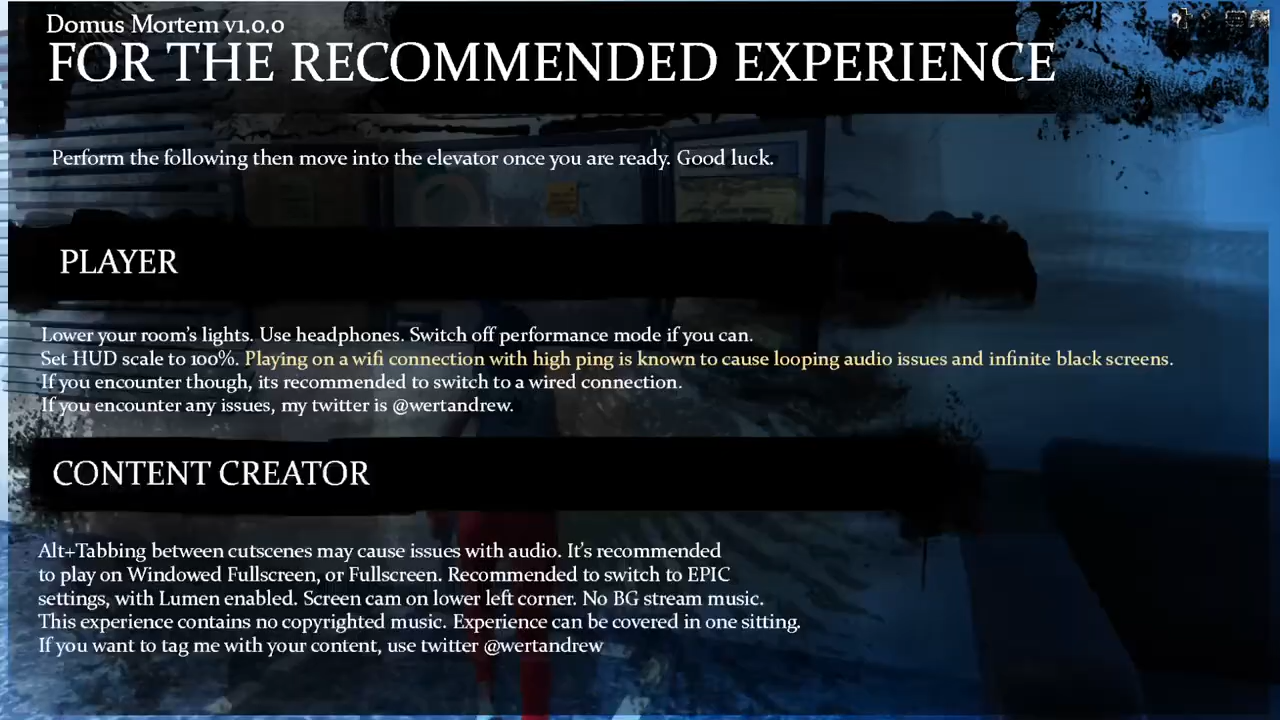 Domus Mortem v1.0.0
FOR THE RECOMMENDED EXPERIENCE
Perform the following then move into the elevator once you are ready. Good luck.
PLAYER
Lower your room's lights. Use headphones. Switch off performance mode if you can.
Set HUD scale to 100%. Playing on a wifi connection with high ping is known to cause looping audio issues and infinite black screens.
If you encounter though, its recommended to switch to a wired connection.
If you encounter any issues, my twitter is @wertandrew.
CONTENT CREATOR
Alt+Tabbing between cutscenes may cause issues with audio. It's recommended
to play on Windowed Fullscreen, or Fullscreen. Recommended to switch to EPIC
settings, with Lumen enabled. Screen cam on lower left corner. No BG stream music.
This experience contains no copyrighted music. Experience can be covered in one sitting.
If you want to tag me with your content, use twitter @wertandrew